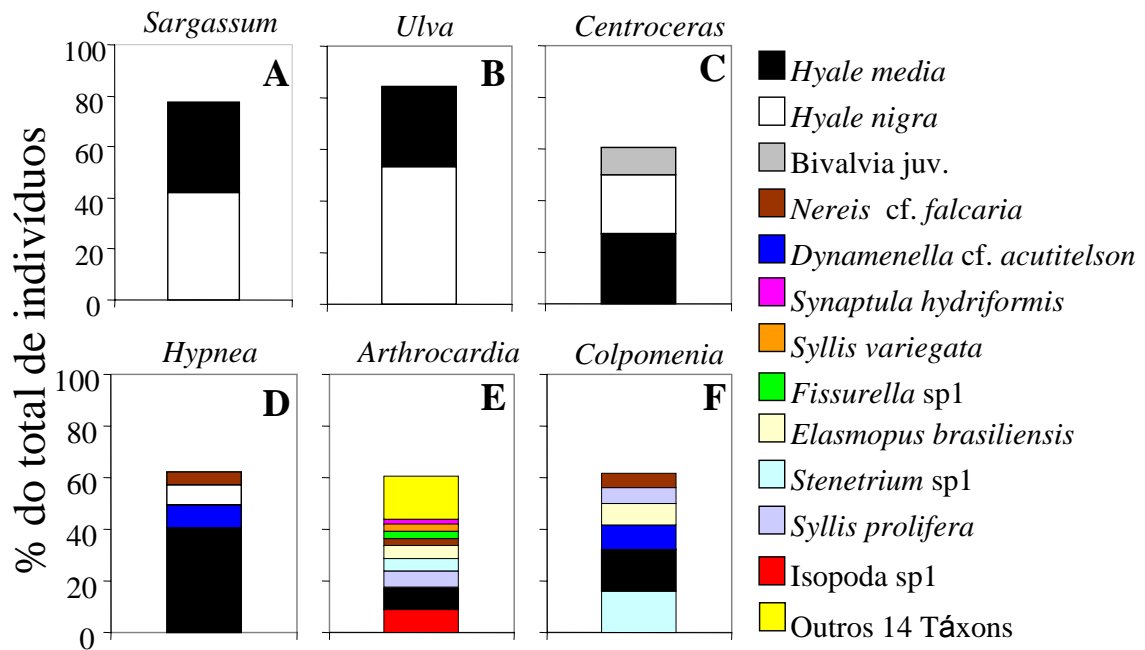 Sargassum
Ulva
Centroceras
A
B
C
100
80
60
40
20
0
% do total de indivíduos
Hypnea
Arthrocardia
Colpomenia
D
E
F
100
80
60
40
20
0
Hyale media
Hyale nigra
Bivalvia juv.
Nereis cf. falcaria
Dynamenella cf. acutitelson
Synaptula hydriformis
Syllis variegata
Fissurella sp1
Elasmopus brasiliensis
Stenetrium sp1
Syllis prolifera
Isopoda sp1
Outros 14 Táxons